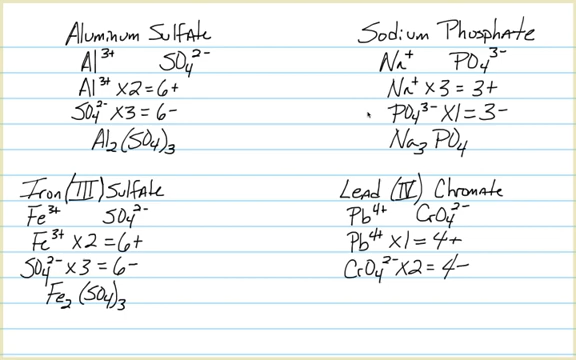 Aluminum Sulfate
Al³⁺ SO₄²⁻
Al³⁺ ×2 = 6+
SO₄²⁻ ×3 = 6−
Al₂(SO₄)₃
Sodium Phosphate
Na⁺ PO₄³⁻
Na⁺ ×3 = 3+
PO₄³⁻ ×1 = 3−
Na₃PO₄
Iron (III) Sulfate
Fe³⁺ SO₄²⁻
Fe³⁺ ×2 = 6+
SO₄²⁻ ×3 = 6−
Fe₂(SO₄)₃
Lead (IV) Chromate
Pb⁴⁺ CrO₄²⁻
Pb⁴⁺ ×1 = 4+
CrO₄²⁻ ×2 = 4−